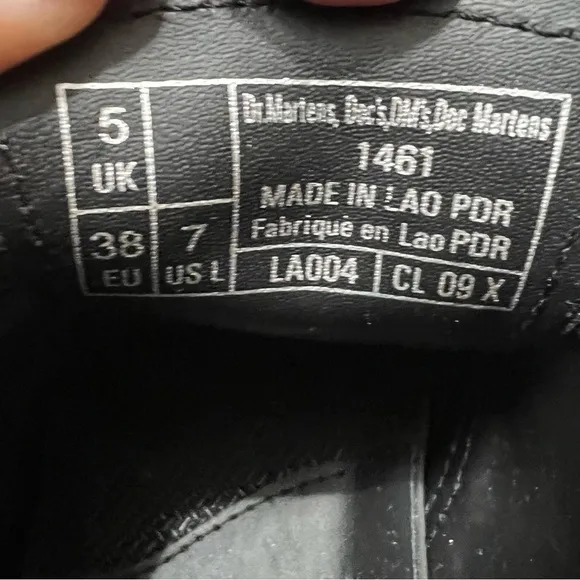 5
UK
38
EU
7
US L
Dr.Martens, Doc's,DM's,Doc Martens
1461
MADE IN LAO PDR
Fabriqué en Lao PDR
LA004 | CL 09 X